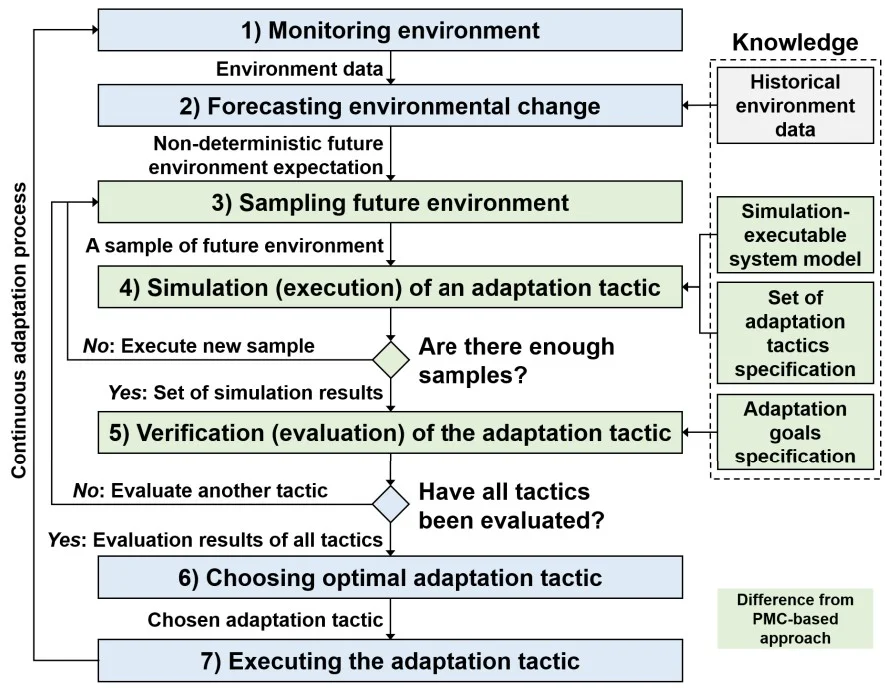 1) Monitoring environment
Environment data
2) Forecasting environmental change
Non-deterministic future
environment expectation
3) Sampling future environment
A sample of future environment
4) Simulation (execution) of an adaptation tactic
No: Execute new sample
Are there enough
samples?
Yes: Set of simulation results
5) Verification (evaluation) of the adaptation tactic
No: Evaluate another tactic
Have all tactics
been evaluated?
Yes: Evaluation results of all tactics
6) Choosing optimal adaptation tactic
Chosen adaptation tactic
7) Executing the adaptation tactic
Continuous adaptation process
Knowledge
Historical
environment
data
Simulation-
executable
system model
Set of
adaptation
tactics
specification
Adaptation
goals
specification
Difference from
PMC-based
approach